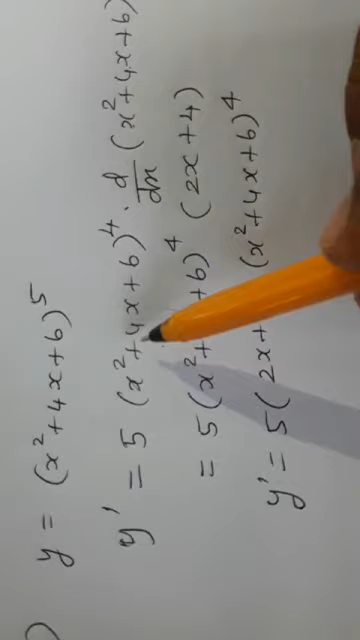 )
y = (x² + 4x + 6)⁵
y' = 5 (x² + 4x + 6)⁴ · d/dx (x² + 4x + 6)
= 5 (x² + + 6)⁴ (2x + 4)
y' = 5 ( 2x + (x² + 4x + 6)⁴